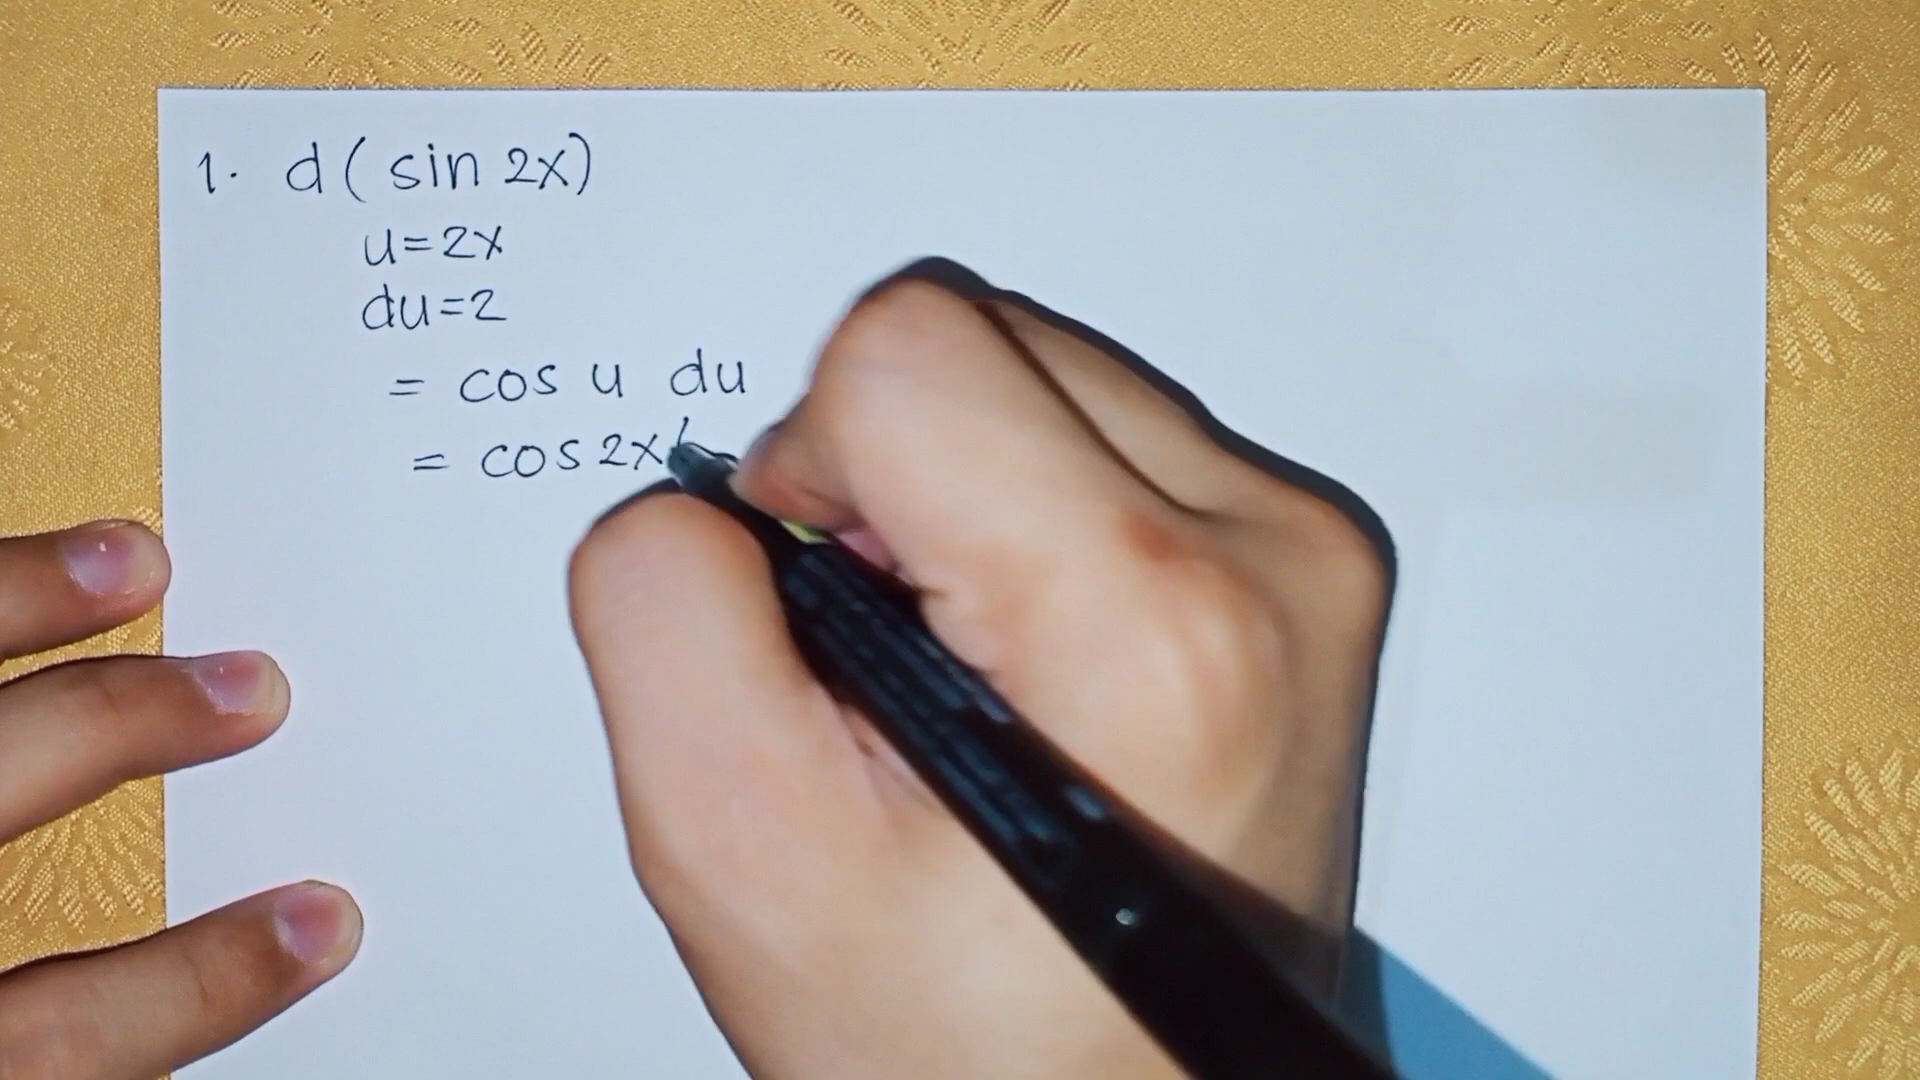 1. d ( sin 2x)
u=2x
du=2
= cos u du
= cos 2x(